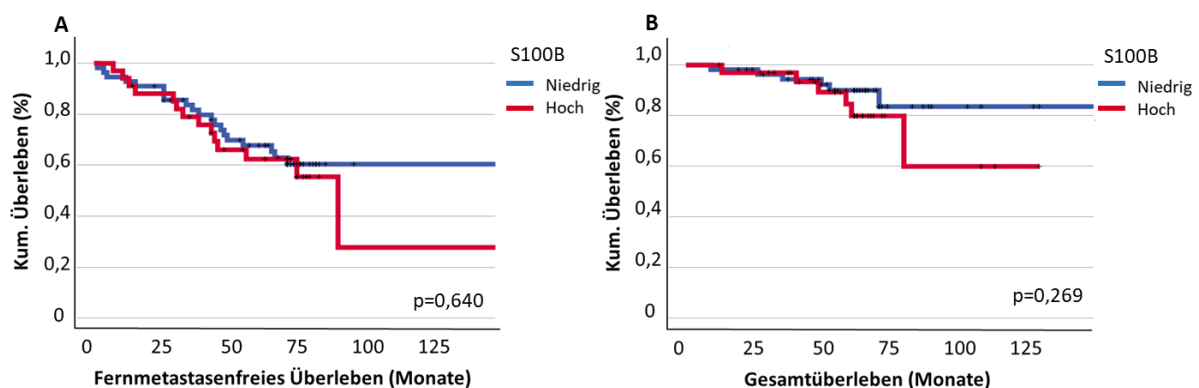 A
Kum. Überleben (%)
1,0
0,8
0,6
0,4
0,2
0
S100B
Niedrig
Hoch
p=0,640
0 25 50 75 100 125
Fernmetastasenfreies Überleben (Monate)
B
Kum. Überleben (%)
1,0
0,8
0,6
0,4
0,2
0
S100B
Niedrig
Hoch
p=0,269
0 25 50 75 100 125
Gesamtüberleben (Monate)